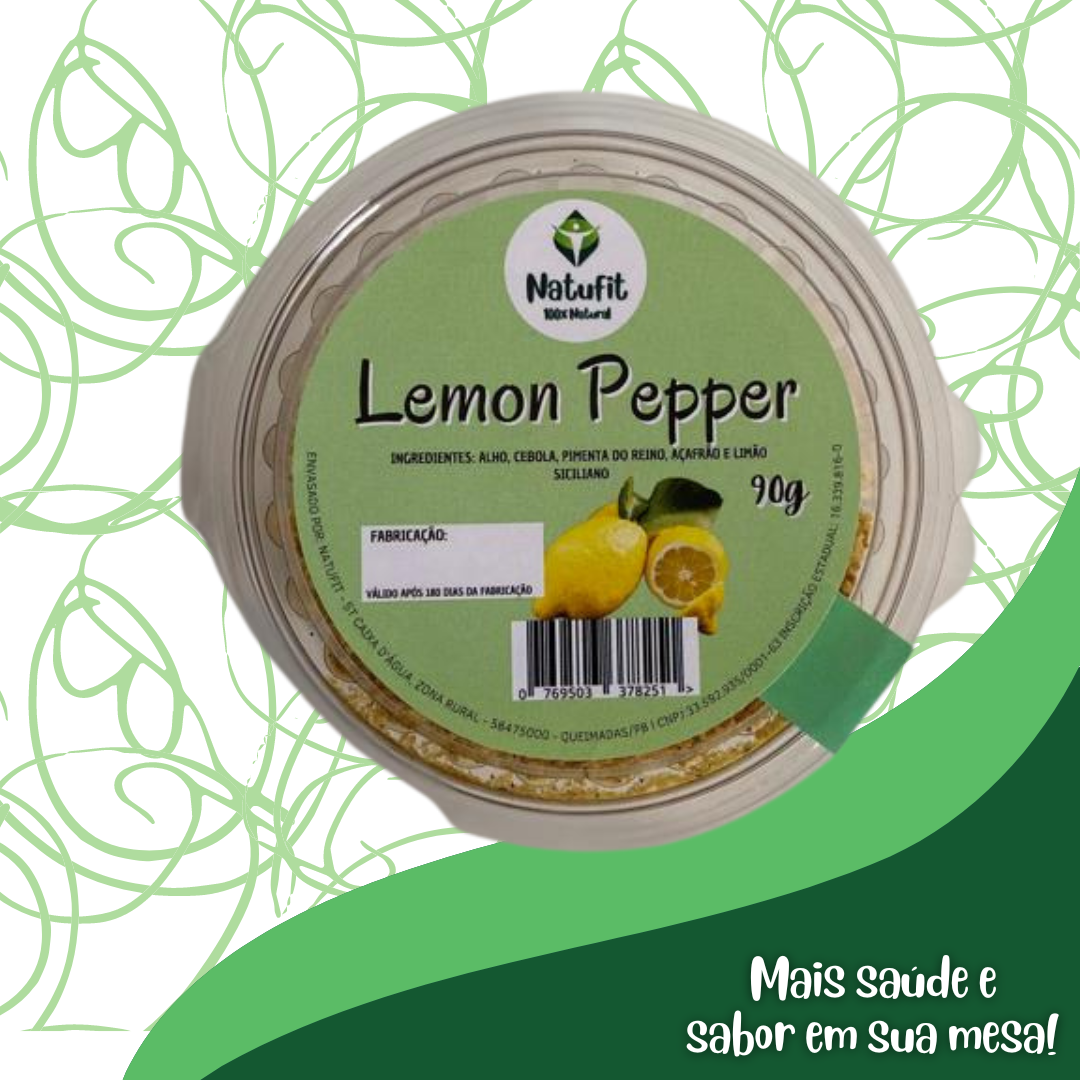 Natufit
100% Natural
Lemon Pepper
INGREDIENTES: ALHO, CEBOLA, PIMENTA DO REINO, AÇAFRÃO E LIMÃO
SICILIANO
90g
FABRICAÇÃO:
VÁLIDO APÓS 180 DIAS DA FABRICAÇÃO
0 769503 378251 >
ENVASADO POR: NATUFIT - ST CAIXA D'ÁGUA, ZONA RURAL - 58475000 - QUEIMADAS/PB | CNPJ 33.592.935/0001-63 INSCRIÇÃO ESTADUAL: 16.339.816-0
Mais saúde e
sabor em sua mesa!